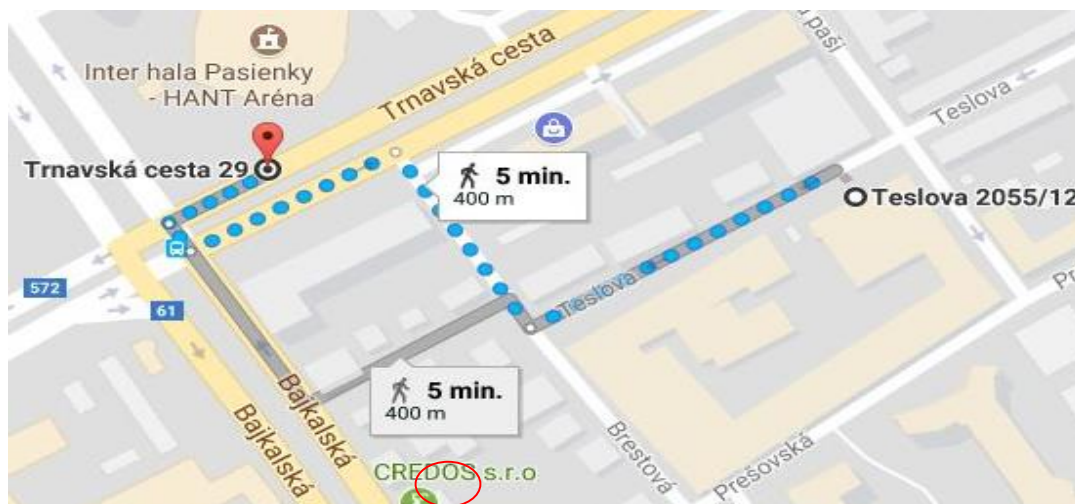 Inter hala Pasienky
- HANT Aréna
Trnavská cesta
Teslova
Trnavská cesta 29
5 min.
400 m
Teslova 2055/12
572
61
Teslova
5 min.
400 m
Bajkalská
Bajkalská
Brestová
Prešovská
CREDOS s.r.o